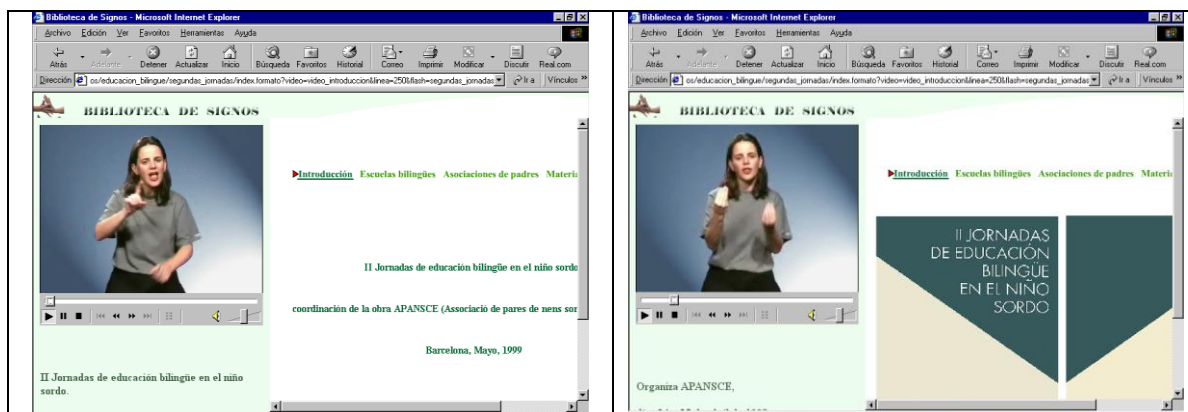 Biblioteca de Signos - Microsoft Internet Explorer
Archivo Edición Ver Favoritos Herramientas Ayuda
Atrás Adelante Detener Actualizar Inicio Búsqueda Favoritos Historial Correo Imprimir Modificar Discutir Real.com
Dirección os/educacion_bilingue/segundas_jornadas/index.formato?video=video_introduccion&linea=250&flash=segundas_jornadas Ir a Vínculos »
BIBLIOTECA DE SIGNOS
Introducción Escuelas bilingües Asociaciones de padres Materia
II Jornadas de educación bilingüe en el niño sordo
coordinación de la obra APANSCE (Associació de pares de nens sor
Barcelona, Mayo, 1999
II Jornadas de educación bilingüe en el niño
sordo.
Biblioteca de Signos - Microsoft Internet Explorer
Archivo Edición Ver Favoritos Herramientas Ayuda
Atrás Adelante Detener Actualizar Inicio Búsqueda Favoritos Historial Correo Imprimir Modificar Discutir Real.com
Dirección os/educacion_bilingue/segundas_jornadas/index.formato?video=video_introduccion&linea=250&flash=segundas_jornadas Ir a Vínculos »
BIBLIOTECA DE SIGNOS
Introducción Escuelas bilingües Asociaciones de padres Materia
II JORNADAS
DE EDUCACIÓN
BILINGÜE
EN EL NIÑO
SORDO
Organiza APANSCE,